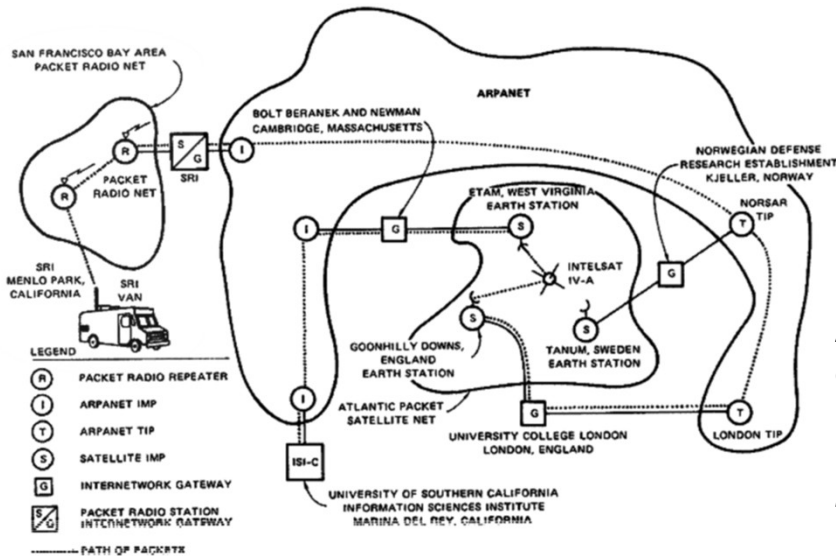 SAN FRANCISCO BAY AREA
PACKET RADIO NET
ARPANET
BOLT BERANEK AND NEWMAN
CAMBRIDGE, MASSACHUSETTS
NORWEGIAN DEFENSE
RESEARCH ESTABLISHMENT
KJELLER, NORWAY
R
S/G
I
PACKET
RADIO NET
SRI
R
ETAM, WEST VIRGINIA
EARTH STATION
NORSAR
TIP
T
I
G
S
G
INTELSAT
IV-A
SRI
MENLO PARK,
CALIFORNIA
SRI
VAN
S
S
GOONHILLY DOWNS,
ENGLAND
EARTH STATION
TANUM, SWEDEN
EARTH STATION
ATLANTIC PACKET
SATELLITE NET
I
G
T
UNIVERSITY COLLEGE LONDON
LONDON, ENGLAND
LONDON TIP
ISI-C
UNIVERSITY OF SOUTHERN CALIFORNIA
INFORMATION SCIENCES INSTITUTE
MARINA DEL REY, CALIFORNIA
LEGEND
R PACKET RADIO REPEATER
I ARPANET IMP
T ARPANET TIP
S SATELLITE IMP
G INTERNETWORK GATEWAY
S/G PACKET RADIO STATION
INTERNETWORK GATEWAY
PATH OF PACKETS